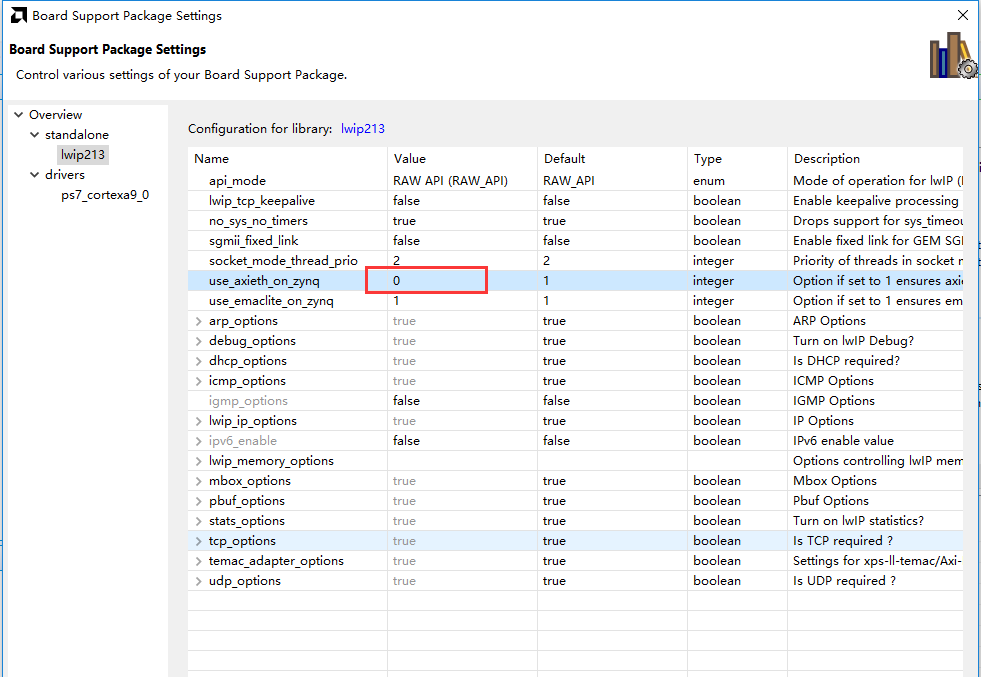 Board Support Package Settings
Board Support Package Settings
Control various settings of your Board Support Package.
Overview
standalone
lwip213
drivers
ps7_cortexa9_0
Configuration for library: lwip213
Name Value Default Type Description
api_mode RAW API (RAW_API) RAW_API enum Mode of operation for lwIP (
lwip_tcp_keepalive false false boolean Enable keepalive processing
no_sys_no_timers true true boolean Drops support for sys_timeou
sgmii_fixed_link false false boolean Enable fixed link for GEM SG
socket_mode_thread_prio 2 2 integer Priority of threads in socket
use_axieth_on_zynq 0 1 integer Option if set to 1 ensures axie
use_emaclite_on_zynq 1 1 integer Option if set to 1 ensures em
arp_options true true boolean ARP Options
debug_options true true boolean Turn on lwIP Debug?
dhcp_options true true boolean Is DHCP required?
icmp_options true true boolean ICMP Options
igmp_options false false boolean IGMP Options
lwip_ip_options true true boolean IP Options
ipv6_enable false false boolean IPv6 enable value
lwip_memory_options Options controlling lwIP mem
mbox_options true true boolean Mbox Options
pbuf_options true true boolean Pbuf Options
stats_options true true boolean Turn on lwIP statistics?
tcp_options true true boolean Is TCP required ?
temac_adapter_options true true boolean Settings for xps-ll-temac/Axi-
udp_options true true boolean Is UDP required ?